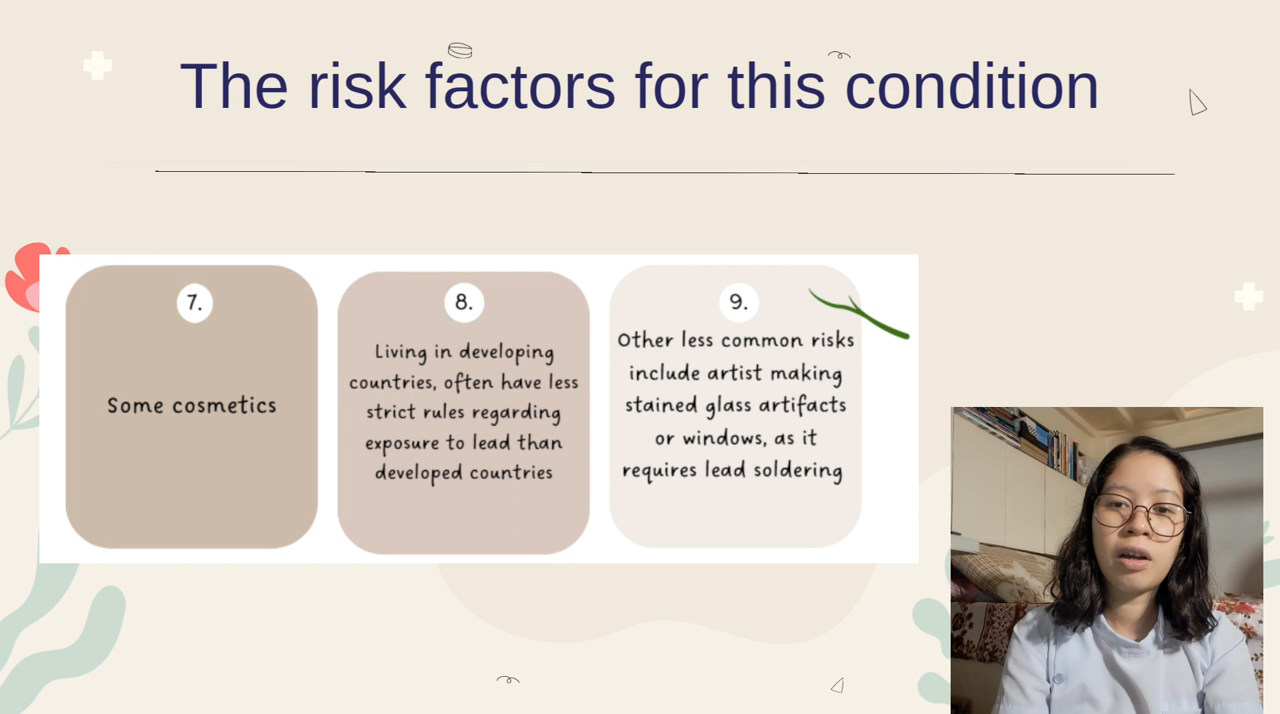 The risk factors for this condition
7.
Some cosmetics
8.
Living in developing
countries, often have less
strict rules regarding
exposure to lead than
developed countries
9.
Other less common risks
include artist making
stained glass artifacts
or windows, as it
requires lead soldering